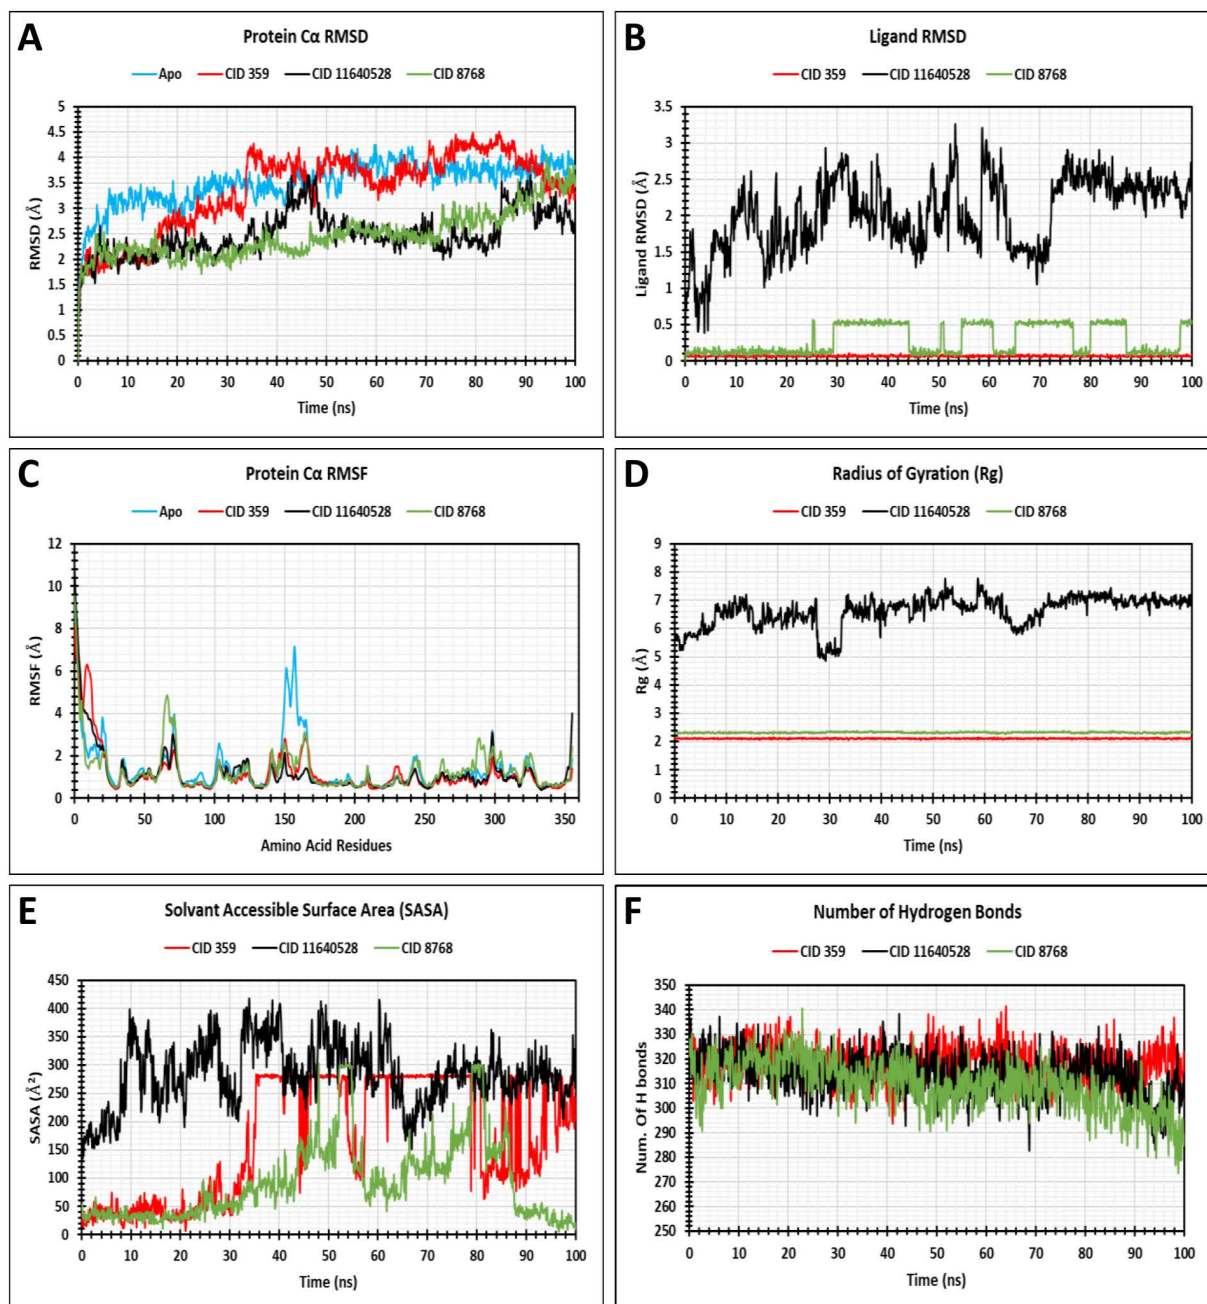 A
Protein Cα RMSD
Apo CID 359 CID 11640528 CID 8768
5
4.5
4
3.5
3
2.5
2
1.5
1
0.5
0
RMSD (Å)
0 10 20 30 40 50 60 70 80 90 100
Time (ns)
B
Ligand RMSD
CID 359 CID 11640528 CID 8768
3.5
3
2.5
2
1.5
1
0.5
0
Ligand RMSD (Å)
0 10 20 30 40 50 60 70 80 90 100
Time (ns)
C
Protein Cα RMSF
Apo CID 359 CID 11640528 CID 8768
12
10
8
6
4
2
0
RMSF (Å)
0 50 100 150 200 250 300 350
Amino Acid Residues
D
Radius of Gyration (Rg)
CID 359 CID 11640528 CID 8768
9
8
7
6
5
4
3
2
1
0
Rg (Å)
0 10 20 30 40 50 60 70 80 90 100
Time (ns)
E
Solvent Accessible Surface Area (SASA)
CID 359 CID 11640528 CID 8768
450
400
350
300
250
200
150
100
50
0
SASA (Å²)
0 10 20 30 40 50 60 70 80 90 100
Time (ns)
F
Number of Hydrogen Bonds
CID 359 CID 11640528 CID 8768
350
340
330
320
310
300
290
280
270
260
250
Num. Of H bonds
0 10 20 30 40 50 60 70 80 90 100
Time (ns)